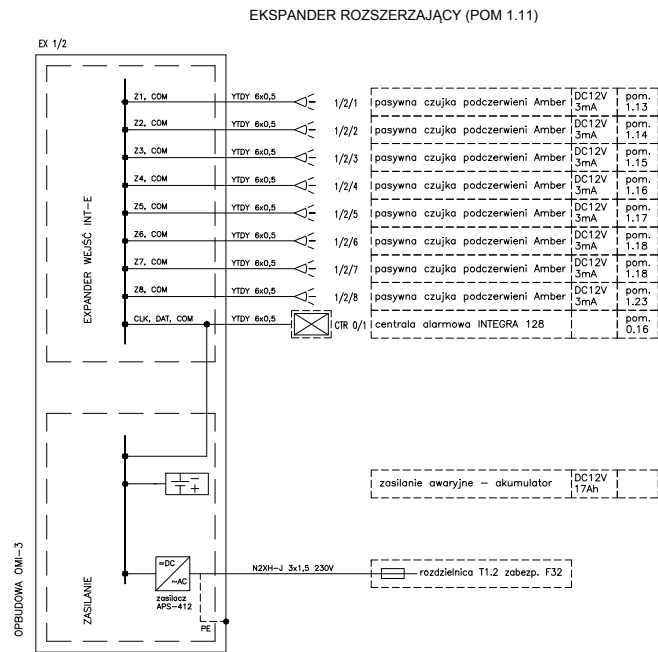 EKSPANDER ROZSZERZAJĄCY (POM 1.11)
EX 1/2
Z1, COM YTDY 6x0,5 1/2/1 pasywna czujka podczerwieni Amber DC12V 3mA pom. 1.13
Z2, COM YTDY 6x0,5 1/2/2 pasywna czujka podczerwieni Amber DC12V 3mA pom. 1.14
Z3, COM YTDY 6x0,5 1/2/3 pasywna czujka podczerwieni Amber DC12V 3mA pom. 1.15
Z4, COM YTDY 6x0,5 1/2/4 pasywna czujka podczerwieni Amber DC12V 3mA pom. 1.16
Z5, COM YTDY 6x0,5 1/2/5 pasywna czujka podczerwieni Amber DC12V 3mA pom. 1.17
Z6, COM YTDY 6x0,5 1/2/6 pasywna czujka podczerwieni Amber DC12V 3mA pom. 1.18
Z7, COM YTDY 6x0,5 1/2/7 pasywna czujka podczerwieni Amber DC12V 3mA pom. 1.18
Z8, COM YTDY 6x0,5 1/2/8 pasywna czujka podczerwieni Amber DC12V 3mA pom. 1.23
CLK, DAT, COM YTDY 6x0,5 CTR 0/1 centrala alarmowa INTEGRA 128 pom. 0.16
EXPANDER WEJŚĆ INT-E
zasilanie awaryjne – akumulator DC12V 17Ah
=DC
~AC
zasilacz
APS-412
N2XH-J 3x1,5 230V
rozdzielnica T1.2 zabezp. F32
PE
ZASILANIE
OPBUDOWA OMI-3